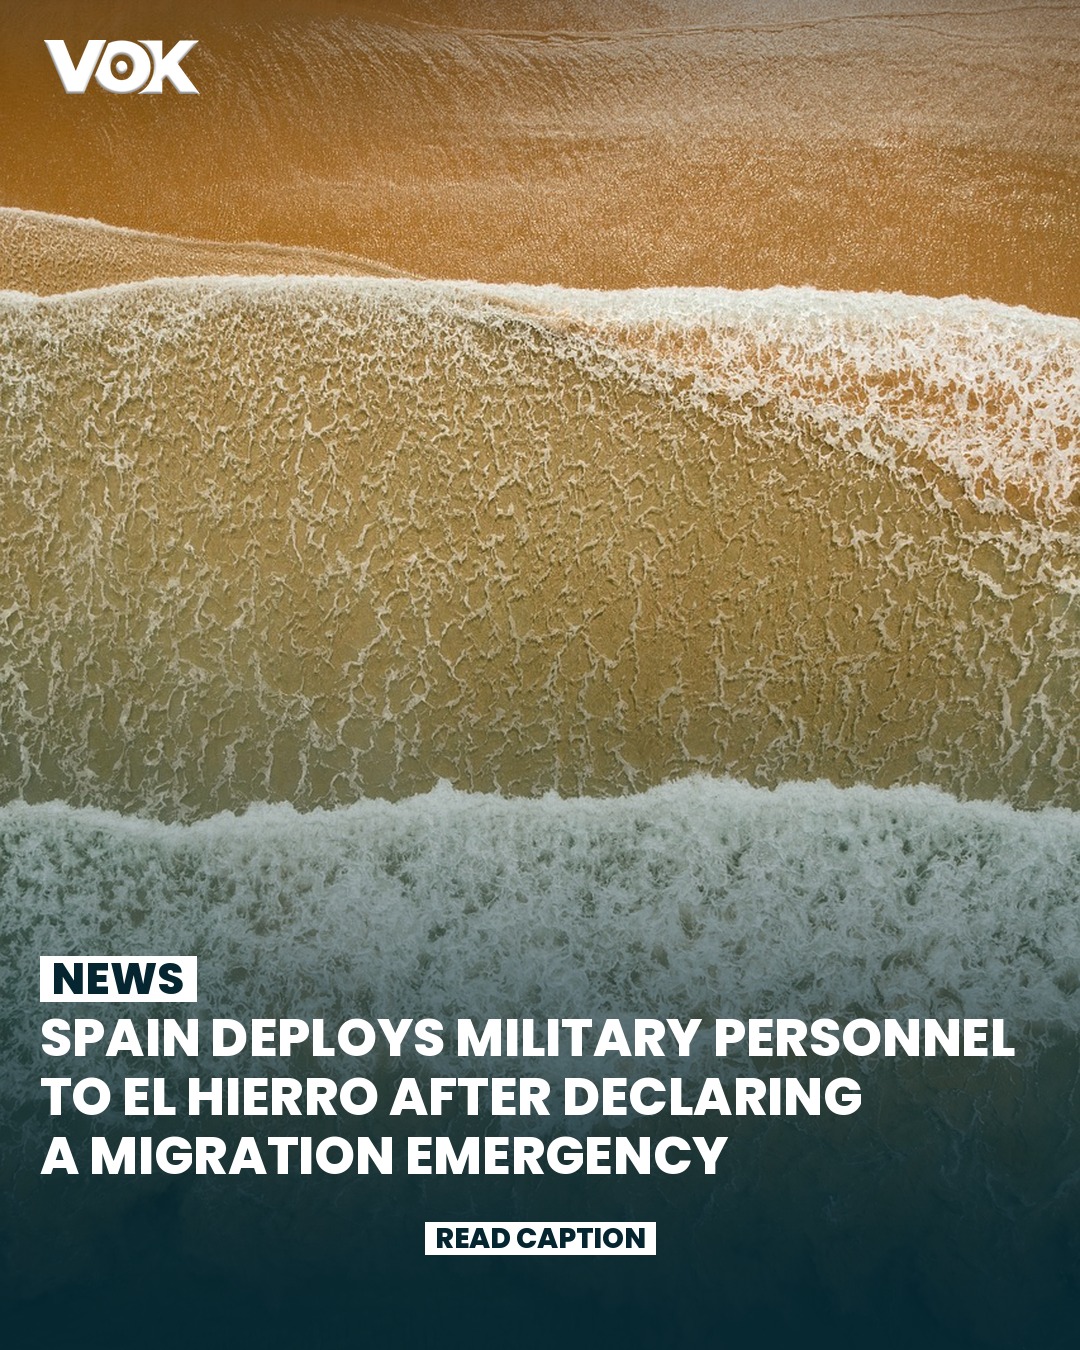 VOK
NEWS
SPAIN DEPLOYS MILITARY PERSONNEL
TO EL HIERRO AFTER DECLARING
A MIGRATION EMERGENCY
READ CAPTION